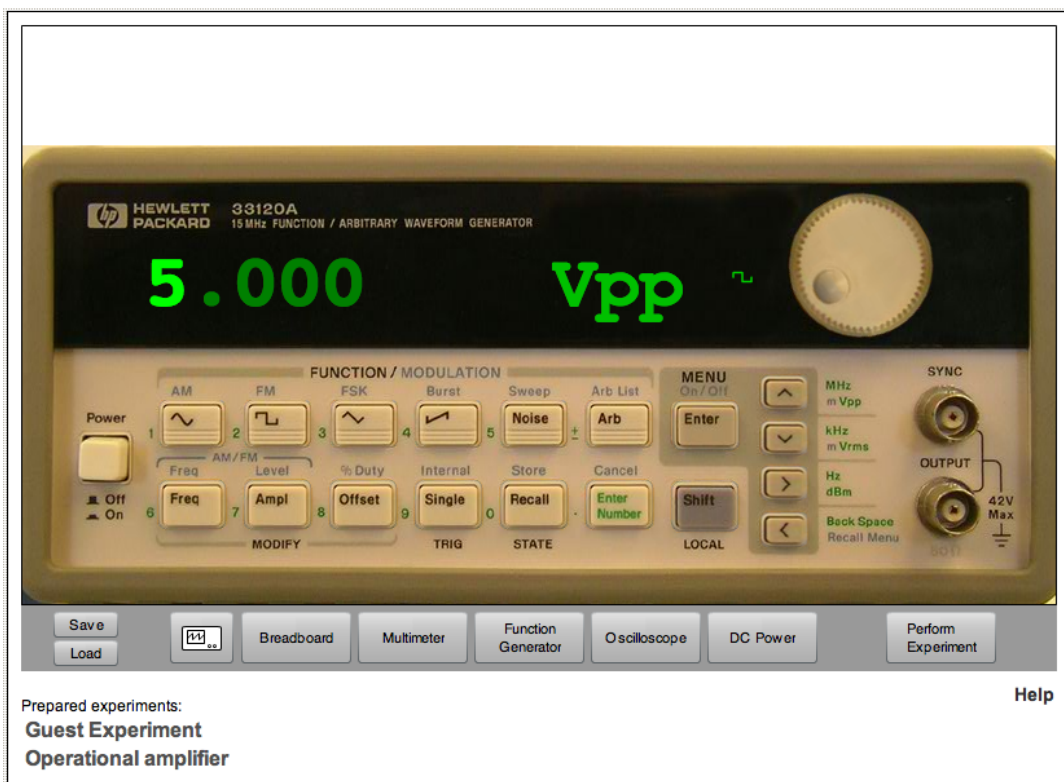 hp HEWLETT PACKARD
33120A
15 MHz FUNCTION / ARBITRARY WAVEFORM GENERATOR
5.000 Vpp
FUNCTION / MODULATION
AM FM FSK Burst Sweep Arb List
1 2 3 4 5 Noise ± Arb
AM/FM
Freq Level % Duty Internal Store Cancel
6 Freq 7 Ampl 8 Offset 9 Single 0 Recall . Enter Number
MODIFY TRIG STATE
Power
Off
On
MENU
On/Off
Enter
Shift
LOCAL
MHz
m Vpp
kHz
m Vrms
Hz
dBm
Back Space
Recall Menu
SYNC
OUTPUT
42V
Max
50Ω
Save
Load
Breadboard
Multimeter
Function
Generator
Oscilloscope
DC Power
Perform
Experiment
Help
Prepared experiments:
Guest Experiment
Operational amplifier